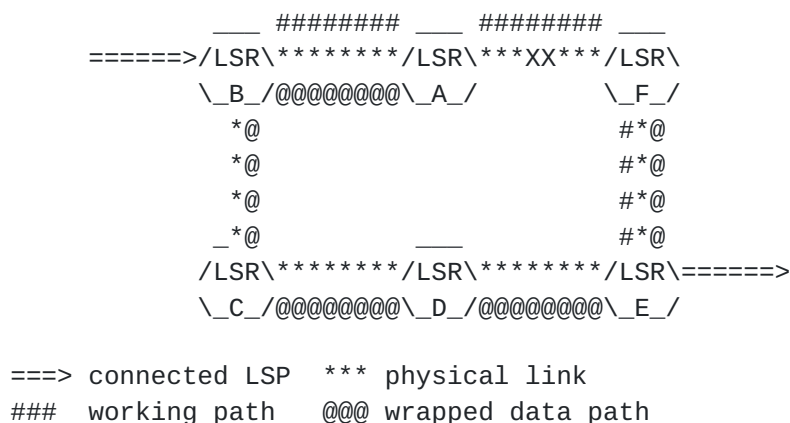 ___ ######## ___ ######## ___
     ======>/LSR\********/LSR\***XX***/LSR\
            \_B_/@@@@@@@@\_A_/        \_F_/
              *@                       #*@
              *@                       #*@
              *@                       #*@
             _*@         ___           #*@
            /LSR\********/LSR\********/LSR\======>
            \_C_/@@@@@@@@\_D_/@@@@@@@@\_E_/
===> connected LSP  *** physical link
###  working path   @@@ wrapped data path